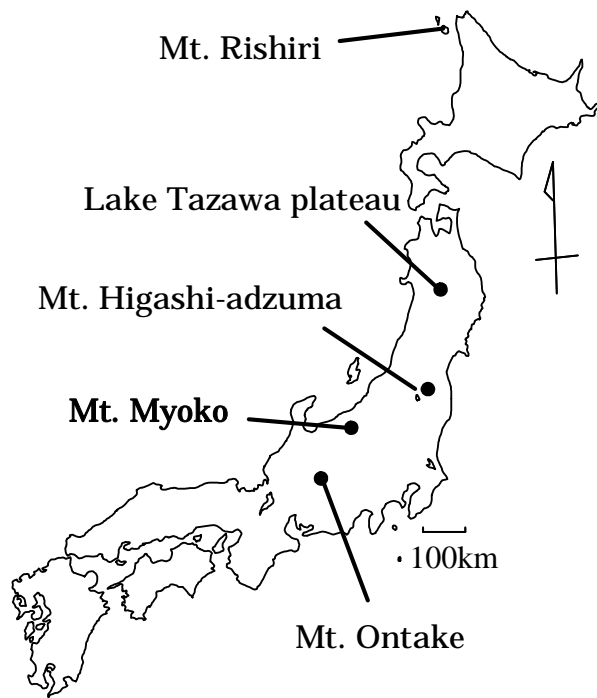 Mt. Rishiri
Lake Tazawa plateau
Mt. Higashi-adzuma
Mt. Myoko
100km
Mt. Ontake